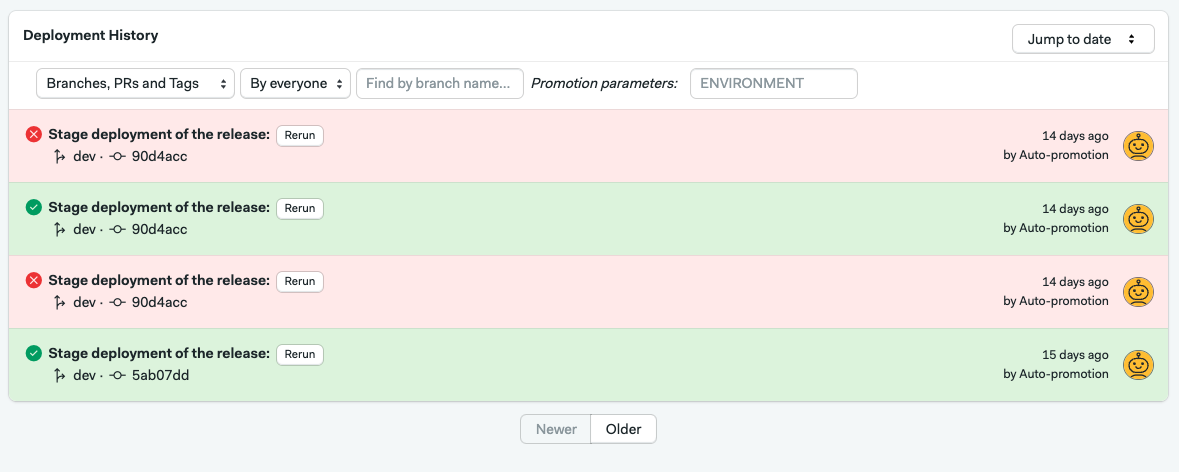 Deployment History
Jump to date
Branches, PRs and Tags By everyone Find by branch name... Promotion parameters: ENVIRONMENT
Stage deployment of the release: Rerun
14 days ago
dev · 90d4acc
by Auto-promotion
Stage deployment of the release: Rerun
14 days ago
dev · 90d4acc
by Auto-promotion
Stage deployment of the release: Rerun
14 days ago
dev · 90d4acc
by Auto-promotion
Stage deployment of the release: Rerun
15 days ago
dev · 5ab07dd
by Auto-promotion
Newer Older